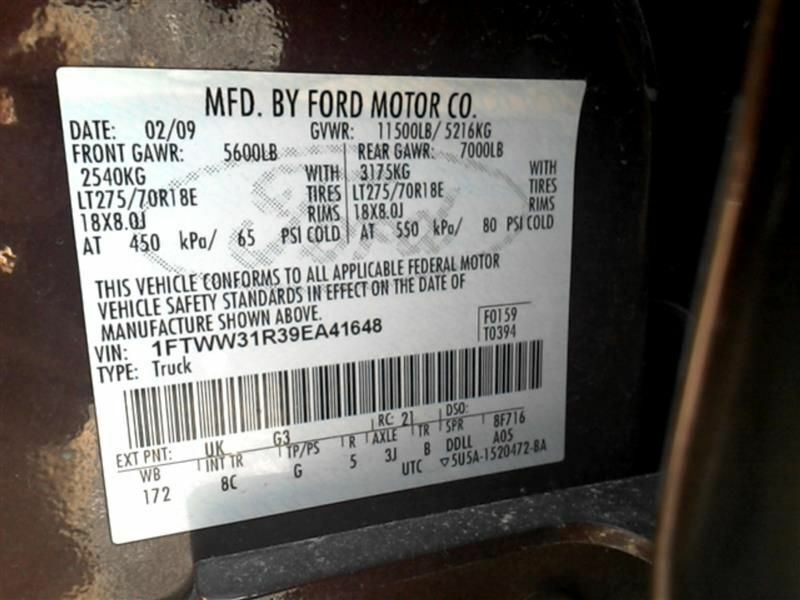 MFD. BY FORD MOTOR CO.
DATE: 02/09 GVWR: 11500LB/ 5216KG
FRONT GAWR: 5600LB REAR GAWR: 7000LB
2540KG WITH 3175KG WITH
LT275/70R18E TIRES LT275/70R18E TIRES
18X8.0J RIMS 18X8.0J RIMS
AT 450 kPa/ 65 PSI COLD AT 550 kPa/ 80 PSI COLD
THIS VEHICLE CONFORMS TO ALL APPLICABLE FEDERAL MOTOR
VEHICLE SAFETY STANDARDS IN EFFECT ON THE DATE OF
MANUFACTURE SHOWN ABOVE.
F0159
VIN: 1FTWW31R39EA41648
T0394
TYPE: Truck
RC: 21 DSO:
EXT PNT: UK G3
WB INT TR TP/PS R AXLE TR SPR 8F716
172 8C G 5 3J B DDLL A05
UTC ▽5U5A-1520472-BA